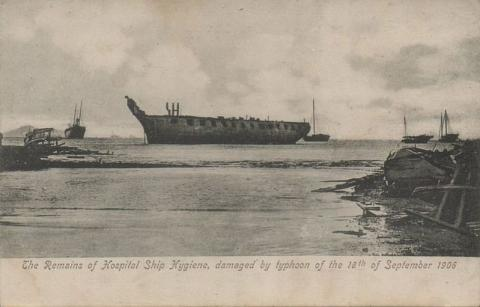 The Remains of Hospital Ship Hygiene, damaged by typhoon of the 18th of September 1906